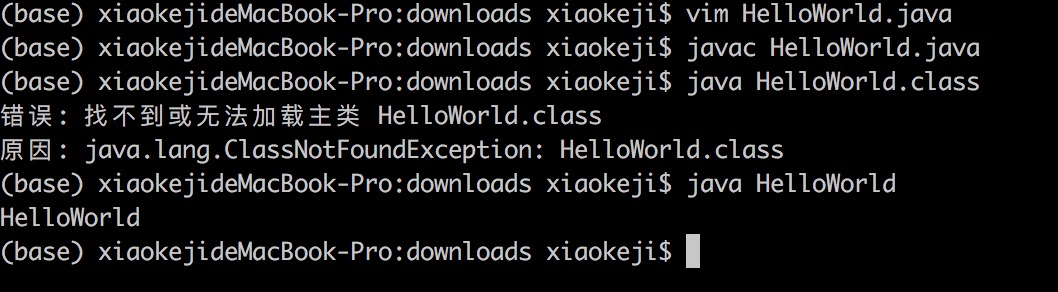 (base) xiaokejideMacBook-Pro:downloads xiaokeji$ vim HelloWorld.java
(base) xiaokejideMacBook-Pro:downloads xiaokeji$ javac HelloWorld.java
(base) xiaokejideMacBook-Pro:downloads xiaokeji$ java HelloWorld.class
错误: 找不到或无法加载主类 HelloWorld.class
原因: java.lang.ClassNotFoundException: HelloWorld.class
(base) xiaokejideMacBook-Pro:downloads xiaokeji$ java HelloWorld
HelloWorld
(base) xiaokejideMacBook-Pro:downloads xiaokeji$